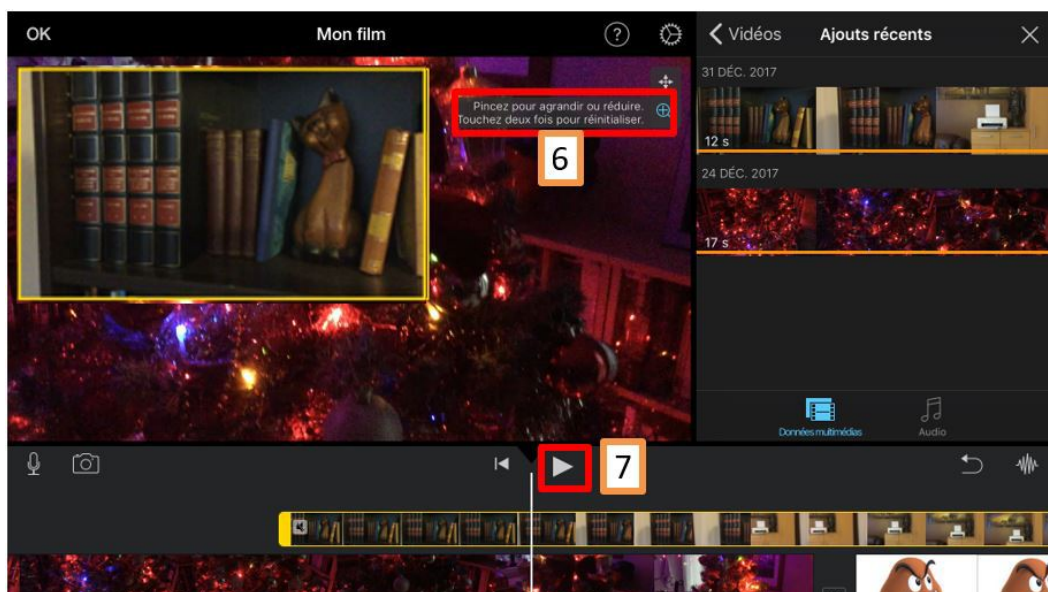 OK
Mon film
?
Vidéos
Ajouts récents
31 DÉC. 2017
Pincez pour agrandir ou réduire.
Touchez deux fois pour réinitialiser.
12 s
6
24 DÉC. 2017
17 s
Données multimédias
Audio
7